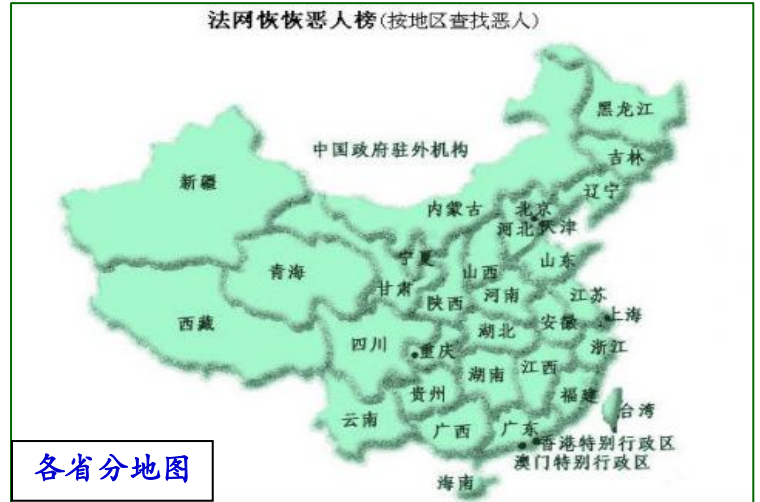 法网恢恢恶人榜(按地区查找恶人)
黑龙江
中国政府驻外机构
吉林
新疆
辽宁
内蒙古
北京
河北
天津
宁夏
山东
青海
山西
甘肃
河南
陕西
江苏
西藏
上海
湖北
安徽
四川
重庆
浙江
湖南
江西
贵州
福建
台湾
云南
广西
广东
香港特别行政区
澳门特别行政区
各省分地图
海南